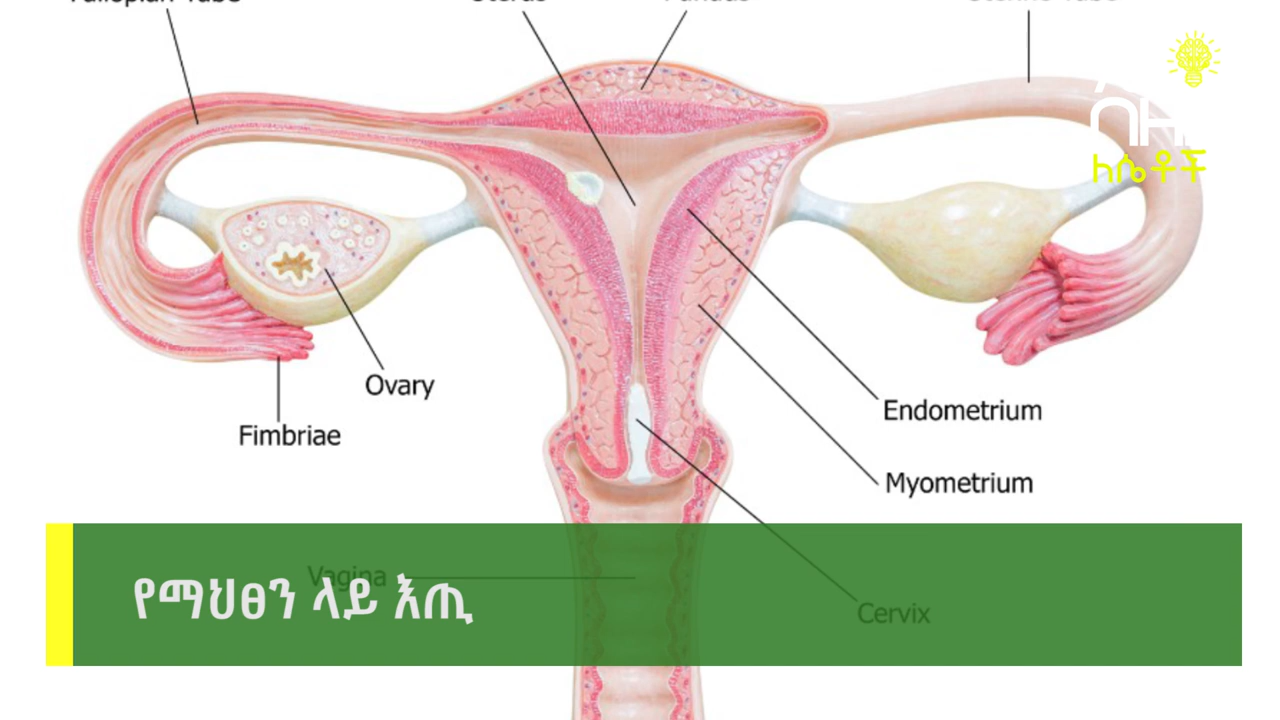 Fallopian Tube
Uterus
Fundus
Uterine Tube
ለሴቶች
Ovary
Fimbriae
Endometrium
Myometrium
Vagina
Cervix
የማህፀን ላይ እጢ